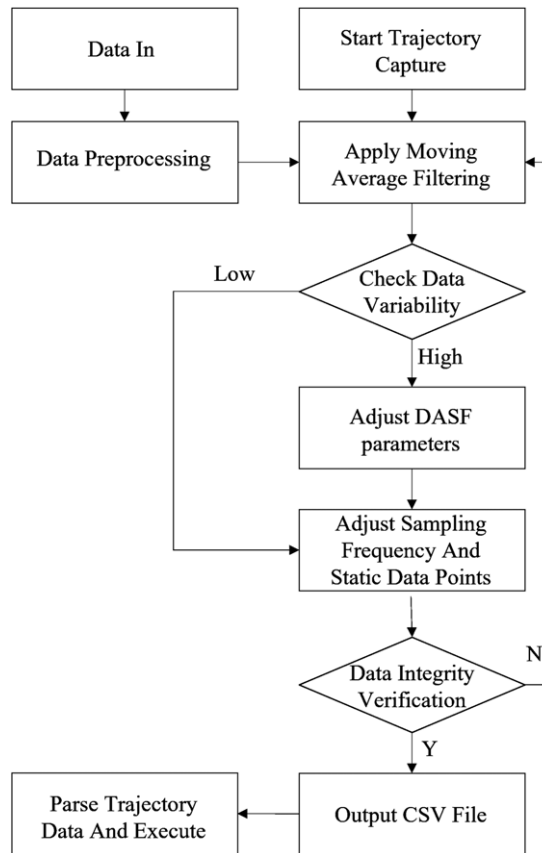 Data In
Start Trajectory
Capture
Data Preprocessing
Apply Moving
Average Filtering
Low
Check Data
Variability
High
Adjust DASF
parameters
Adjust Sampling
Frequency And
Static Data Points
Data Integrity
Verification
N
Y
Parse Trajectory
Data And Execute
Output CSV File